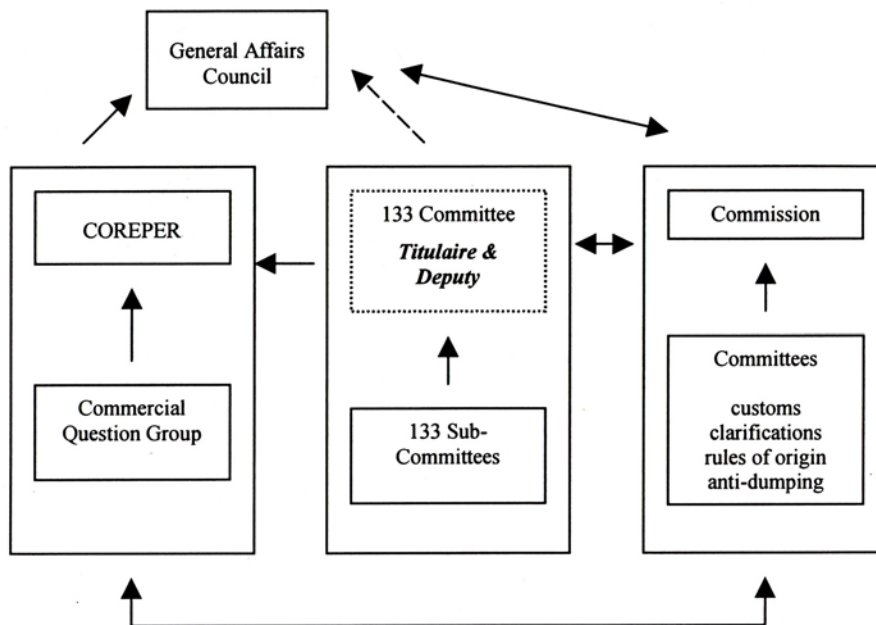 General Affairs
Council
COREPER
Commercial
Question Group
133 Committee
Titulaire &
Deputy
133 Sub-
Committees
Commission
Committees
customs
clarifications
rules of origin
anti-dumping